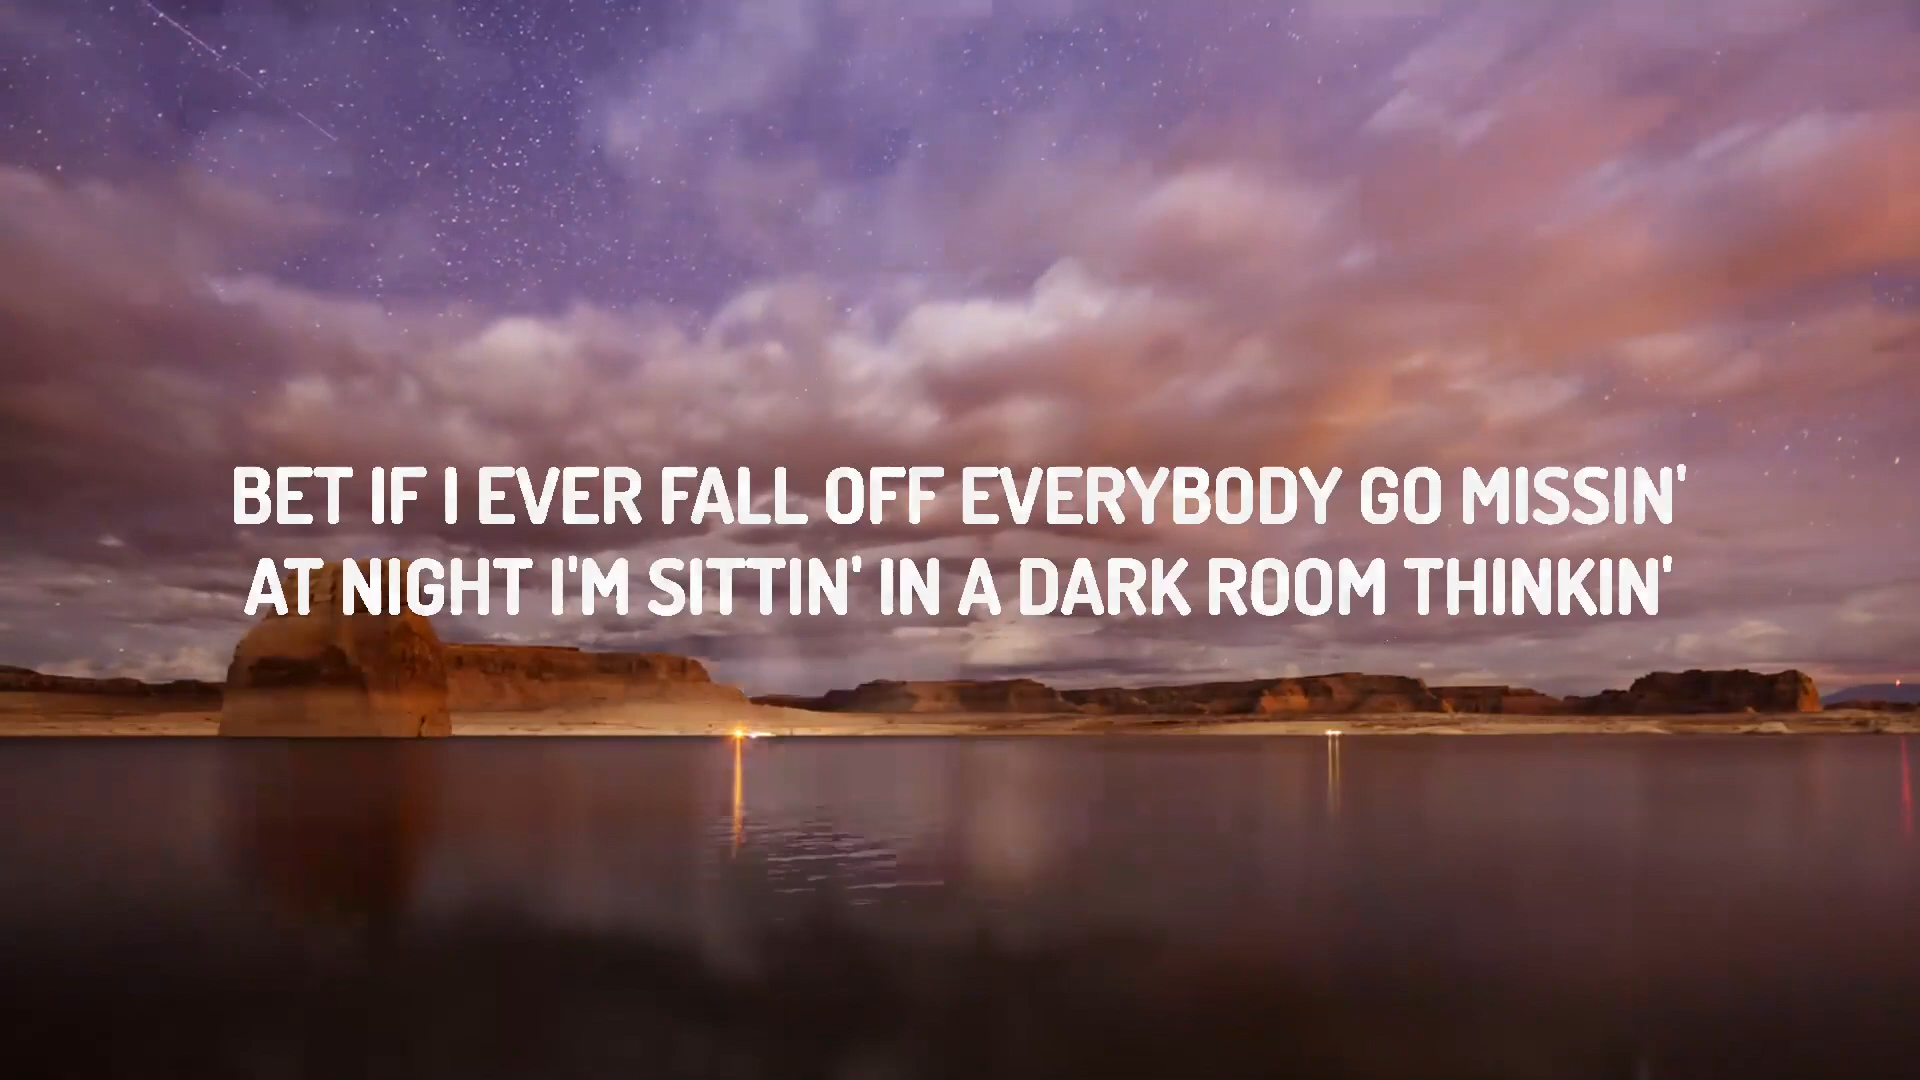 BET IF I EVER FALL OFF EVERYBODY GO MISSIN'
AT NIGHT I'M SITTIN' IN A DARK ROOM THINKIN'